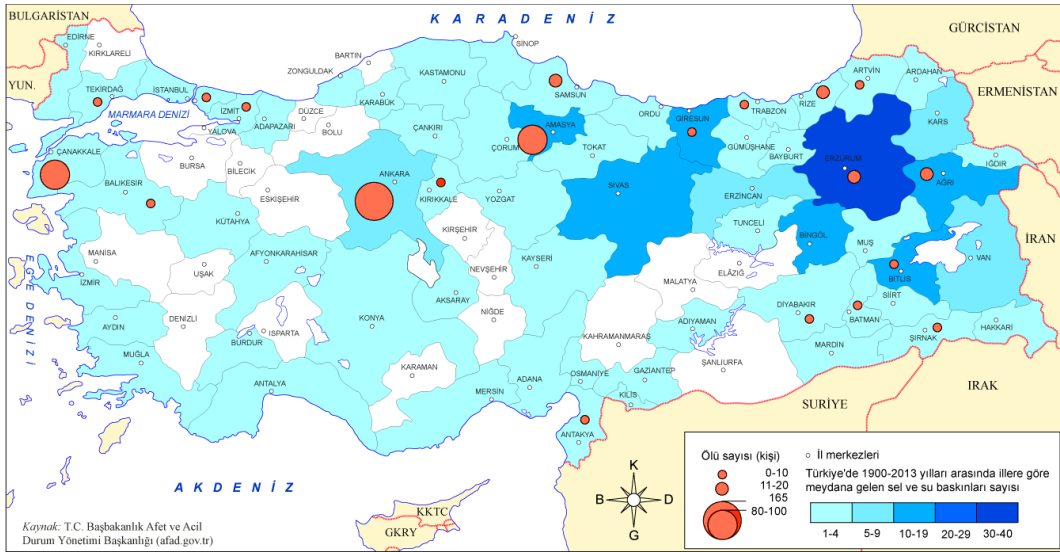 BULGARİSTAN
KARADENİZ
GÜRCİSTAN
EDİRNE
KIRKLARELİ
SİNOP
BARTIN
ZONGULDAK
KASTAMONU
ARTVİN
ARDAHAN
YUN.
TEKİRDAĞ
İSTANBUL
KARABÜK
SAMSUN
ERMENİSTAN
MARMARA DENİZİ
İZMİT
ADAPAZARI
DÜZCE
BOLU
YALOVA
ÇANKIRI
ORDU
GİRESUN
TRABZON
RİZE
KARS
AMASYA
ÇORUM
TOKAT
GÜMÜŞHANE
BAYBURT
ÇANAKKALE
BURSA
BİLECİK
ERZURUM
IĞDIR
BALIKESİR
ESKİŞEHİR
ANKARA
KIRIKKALE
YOZGAT
SİVAS
ERZİNCAN
AĞRI
KÜTAHYA
TUNCELİ
KIRŞEHİR
BİNGÖL
MUŞ
MANİSA
UŞAK
AFYONKARAHİSAR
KAYSERİ
NEVŞEHİR
ELÂZIĞ
VAN
İRAN
İZMİR
MALATYA
BİTLİS
EGE DENİZİ
AKSARAY
SİİRT
AYDIN
DENİZLİ
ISPARTA
KONYA
NİĞDE
DİYABAKIR
BATMAN
BURDUR
KAHRAMANMARAŞ
ADIYAMAN
ŞIRNAK
HAKKARİ
MUĞLA
MARDİN
KARAMAN
ŞANLIURFA
ANTALYA
MERSİN
ADANA
OSMANİYE
GAZİANTEP
KİLİS
SURİYE
IRAK
ANTAKYA
AKDENİZ
K
B
D
G
KKTC
GKRY
Ölü sayısı (kişi)
0-10
11-20
165
80-100
İl merkezleri
Türkiye'de 1900-2013 yılları arasında illere göre
meydana gelen sel ve su baskınları sayısı
1-4 5-9 10-19 20-29 30-40
Kaynak: T.C. Başbakanlık Afet ve Acil
Durum Yönetimi Başkanlığı (afad.gov.tr)